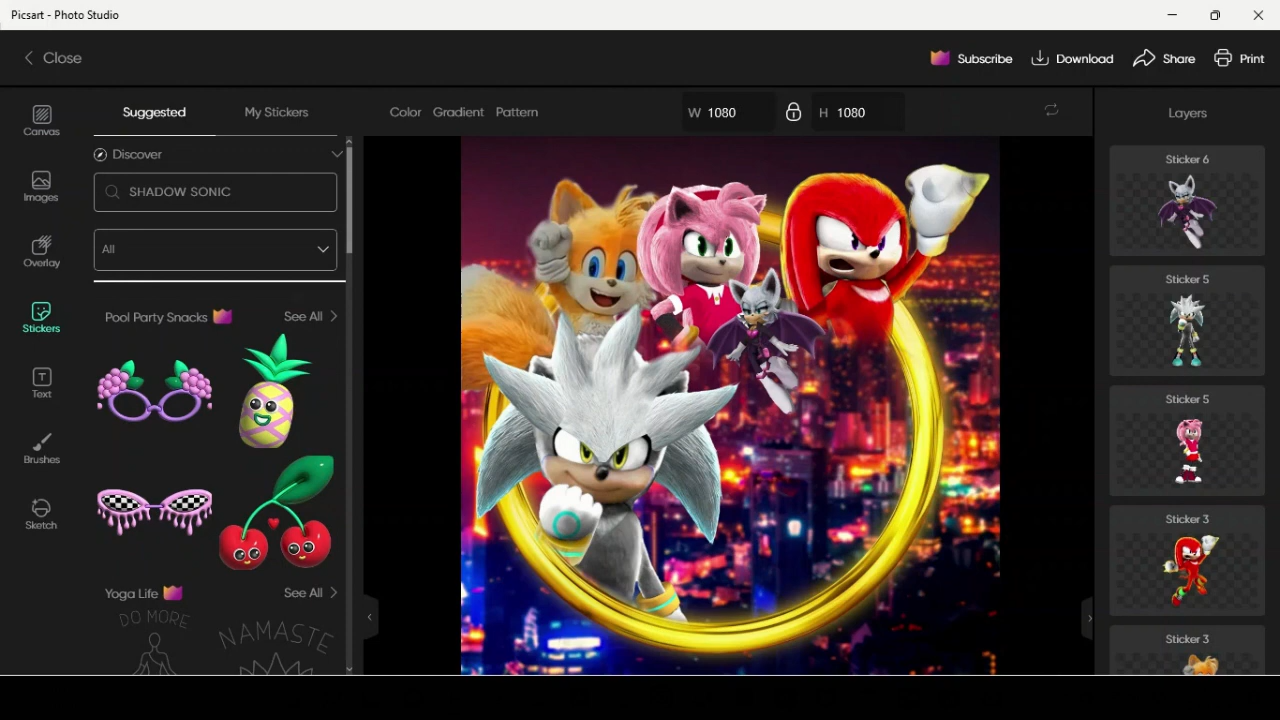 Picsart - Photo Studio
Close
Subscribe
Download
Share
Print
Canvas
Images
Overlay
Stickers
Text
Brushes
Sketch
Suggested
My Stickers
Discover
SHADOW SONIC
All
Pool Party Snacks
See All
Yoga Life
See All
DO MORE
NAMASTE
Color
Gradient
Pattern
W 1080
H 1080
Layers
Sticker 6
Sticker 5
Sticker 5
Sticker 3
Sticker 3